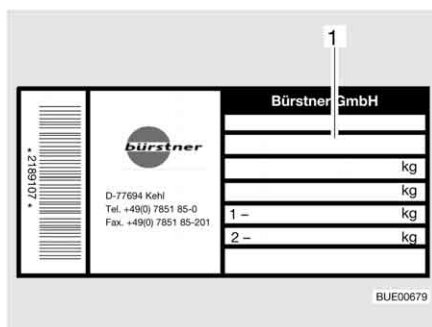 1
Bürstner GmbH
* 2189107 *
bürstner
D-77694 Kehl
Tel. +49(0) 7851 85-0
Fax. +49(0) 7851 85-201
kg
kg
1 – kg
2 – kg
BUE00679